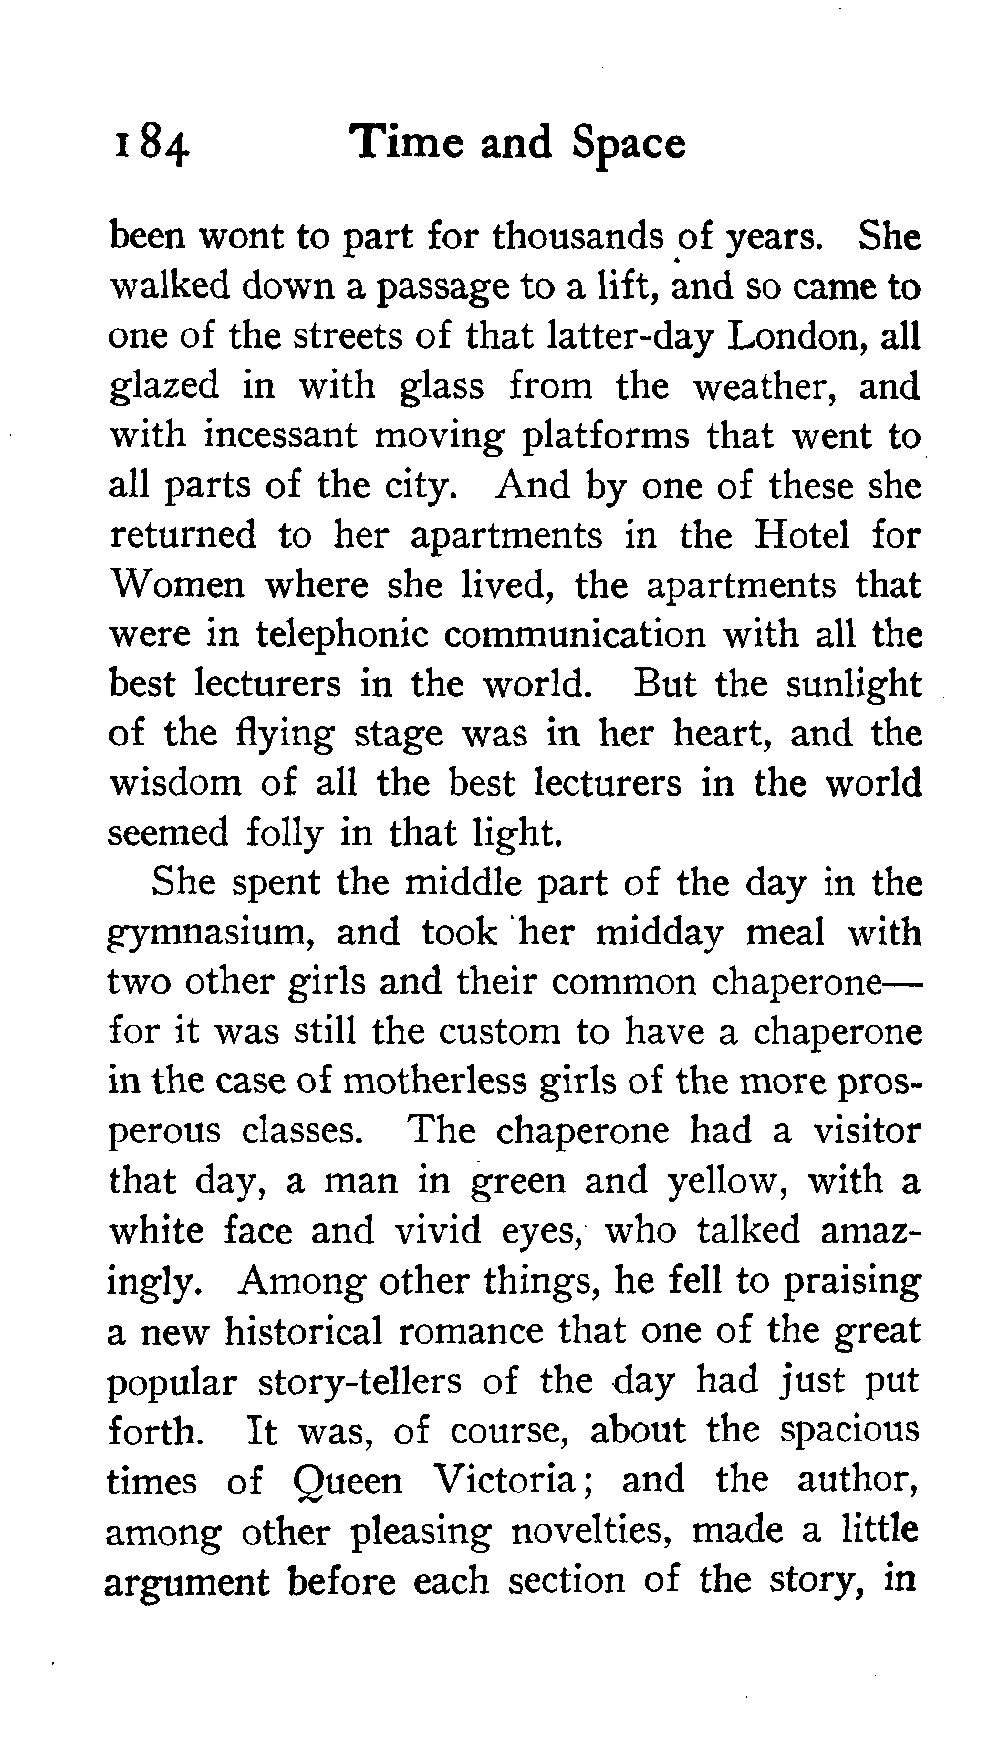 184 Time and Space
been wont to part for thousands of years. She
walked down a passage to a lift, and so came to
one of the streets of that latter-day London, all
glazed in with glass from the weather, and
with incessant moving platforms that went to
all parts of the city. And by one of these she
returned to her apartments in the Hotel for
Women where she lived, the apartments that
were in telephonic communication with all the
best lecturers in the world. But the sunlight
of the flying stage was in her heart, and the
wisdom of all the best lecturers in the world
seemed folly in that light.
She spent the middle part of the day in the
gymnasium, and took her midday meal with
two other girls and their common chaperone—
for it was still the custom to have a chaperone
in the case of motherless girls of the more pros-
perous classes. The chaperone had a visitor
that day, a man in green and yellow, with a
white face and vivid eyes, who talked amaz-
ingly. Among other things, he fell to praising
a new historical romance that one of the great
popular story-tellers of the day had just put
forth. It was, of course, about the spacious
times of Queen Victoria; and the author,
among other pleasing novelties, made a little
argument before each section of the story, in